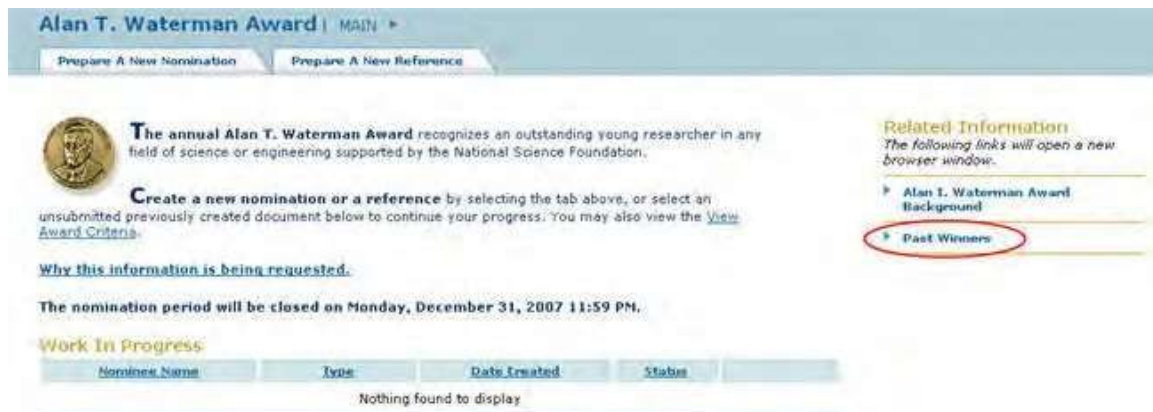 Alan T. Waterman Award | MAIN
Prepare A New Nomination
Prepare A New Reference
The annual Alan T. Waterman Award recognizes an outstanding young researcher in any
field of science or engineering supported by the National Science Foundation.
Create a new nomination or a reference by selecting the tab above, or select an
unsubmitted previously created document below to continue your progress. You may also view the View
Award Criteria.
Why this information is being requested.
The nomination period will be closed on Monday, December 31, 2007 11:59 PM.
Work In Progress
Nominee Name Type Date Created Status
Nothing found to display
Related Information
The following links will open a new
browser window.
Alan T. Waterman Award
Background
Past Winners